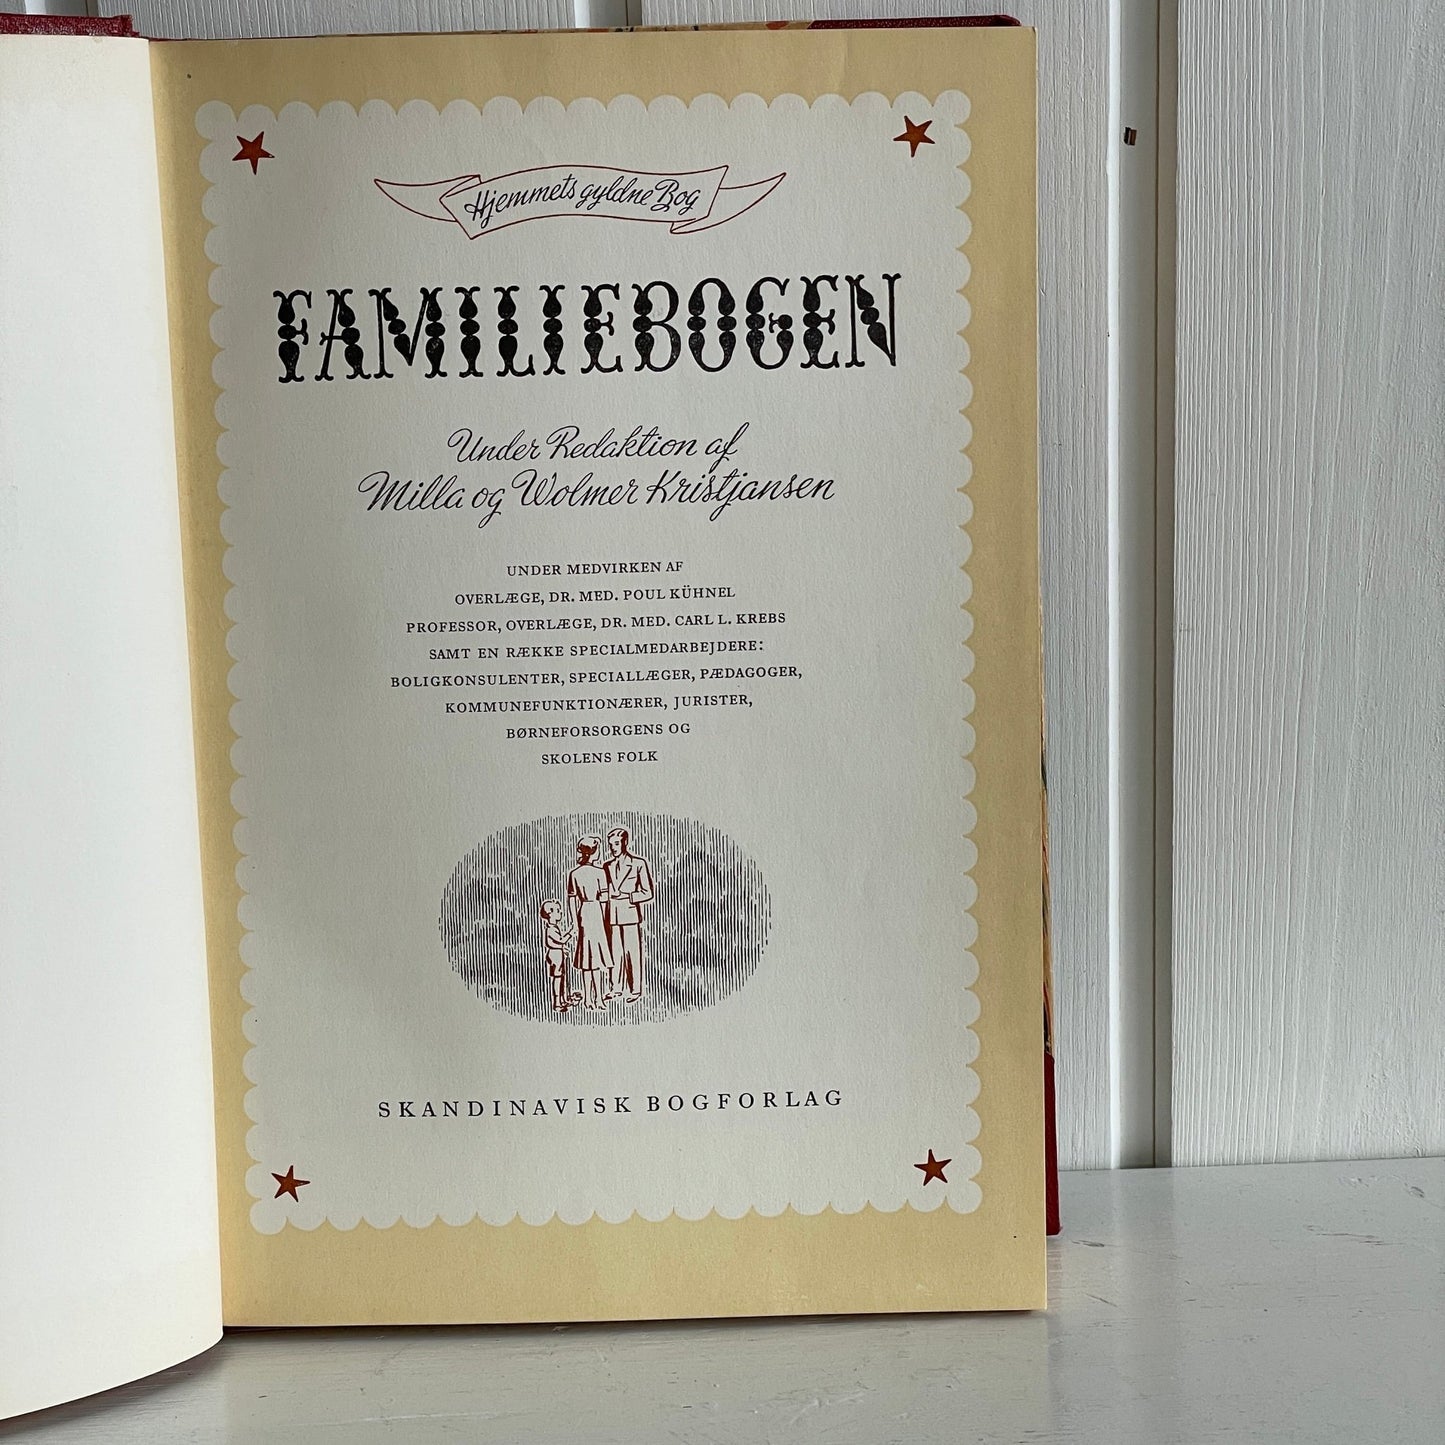 Hjemmets gyldne Bog
FAMILIEBOGEN
Under Redaktion af
Milla og Wolmer Kristjansen
UNDER MEDVIRKEN AF
OVERLÆGE, DR. MED. POUL KÜHNEL
PROFESSOR, OVERLÆGE, DR. MED. CARL L. KREBS
SAMT EN RÆKKE SPECIALMEDARBEJDERE:
BOLIGKONSULENTER, SPECIALLÆGER, PÆDAGOGER,
KOMMUNEFUNKTIONÆRER, JURISTER,
BØRNEFORSORGENS OG
SKOLENS FOLK
SKANDINAVISK BOGFORLAG